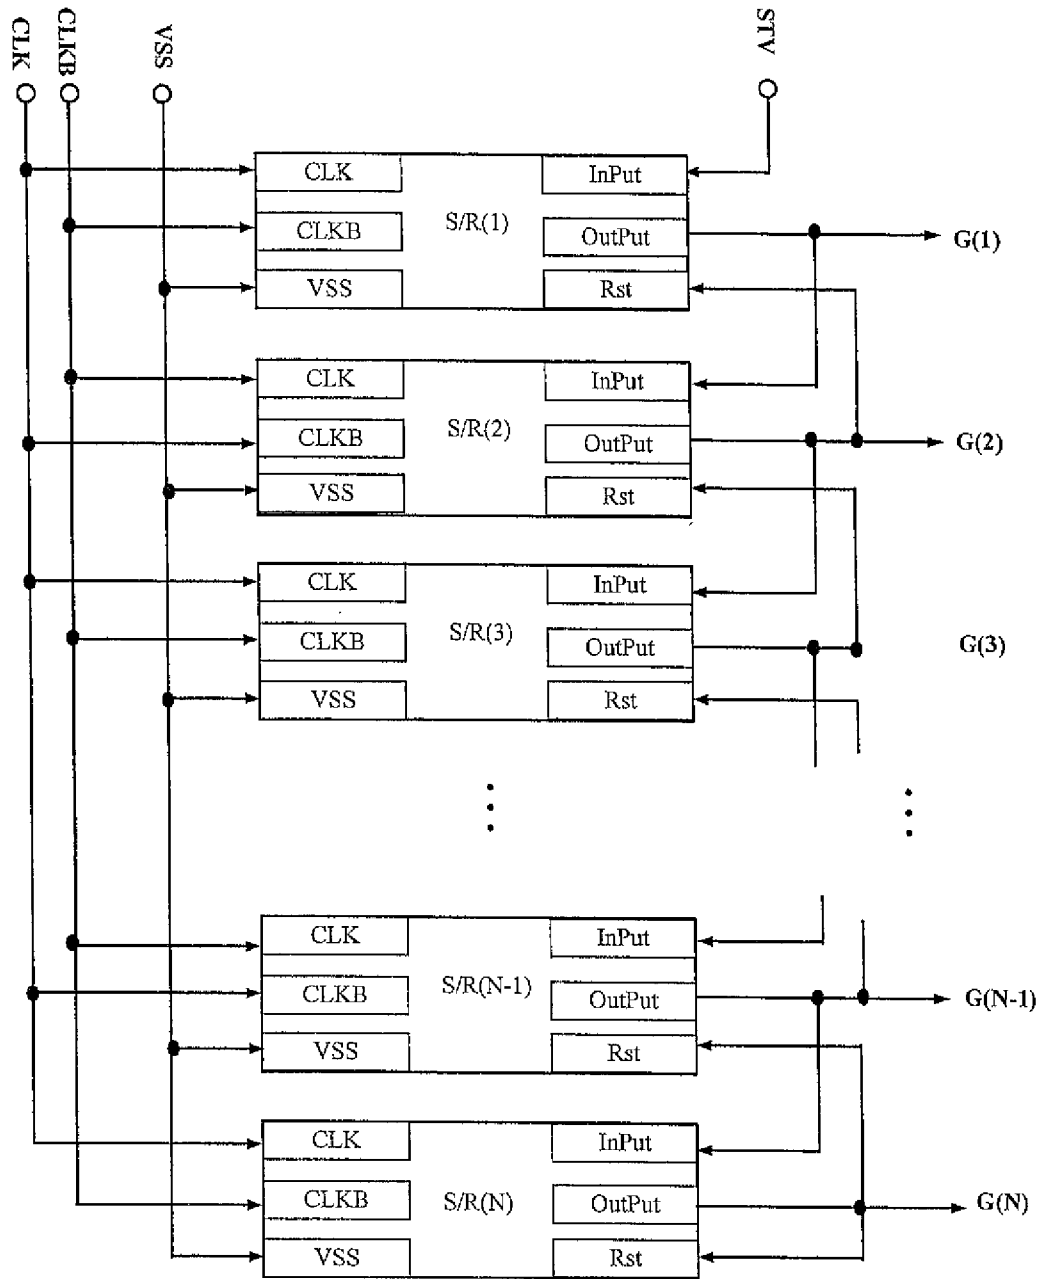 CLK
CLKB
VSS
STV
CLK
InPut
S/R(1)
CLKB
OutPut
G(1)
VSS
Rst
CLK
InPut
S/R(2)
CLKB
OutPut
G(2)
VSS
Rst
CLK
InPut
S/R(3)
CLKB
OutPut
G(3)
VSS
Rst
CLK
InPut
S/R(N-1)
CLKB
OutPut
G(N-1)
VSS
Rst
CLK
InPut
S/R(N)
CLKB
OutPut
G(N)
VSS
Rst